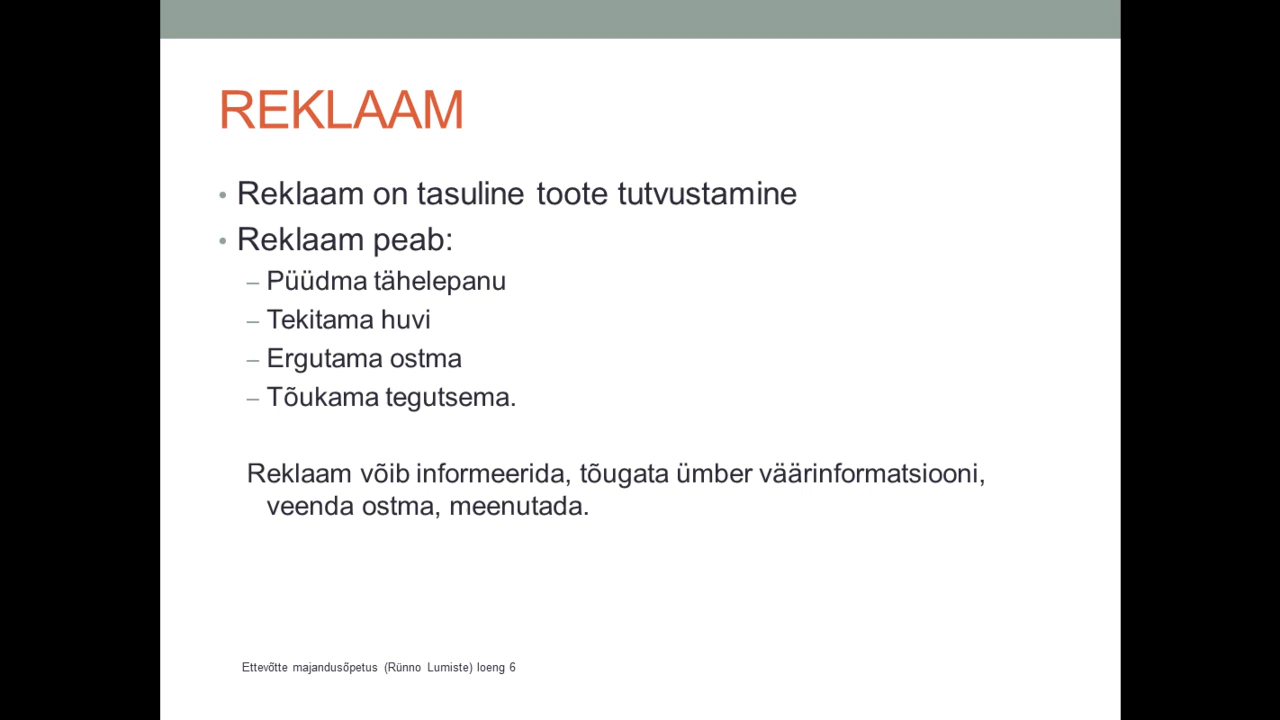 REKLAAM
• Reklaam on tasuline toote tutvustamine
• Reklaam peab:
– Püüdma tähelepanu
– Tekitama huvi
– Ergutama ostma
– Tõukama tegutsema.
Reklaam võib informeerida, tõugata ümber väärinformatsiooni,
veenda ostma, meenutada.
Ettevõtte majandusõpetus (Rünno Lumiste) loeng 6